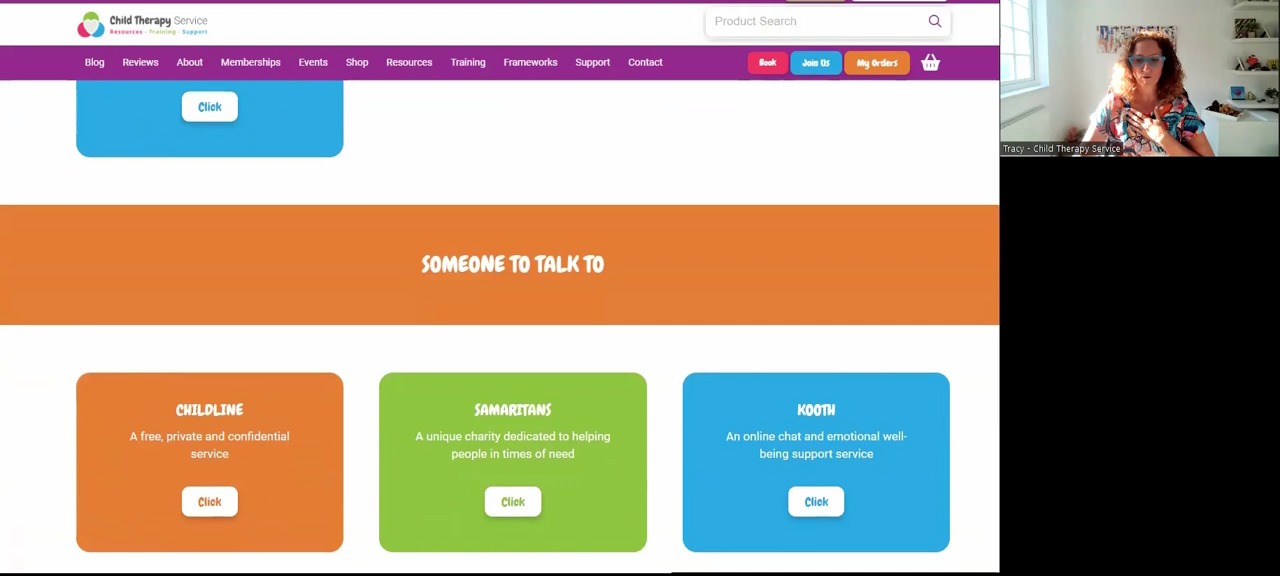 Child Therapy Service
Resources - Training - Support
Product Search
Blog Reviews About Memberships Events Shop Resources Training Frameworks Support Contact Book Join Us My Orders
Tracy - Child Therapy Service
Click
SOMEONE TO TALK TO
CHILDLINE
A free, private and confidential
service
Click
SAMARITANS
A unique charity dedicated to helping
people in times of need
Click
KOOTH
An online chat and emotional well-
being support service
Click